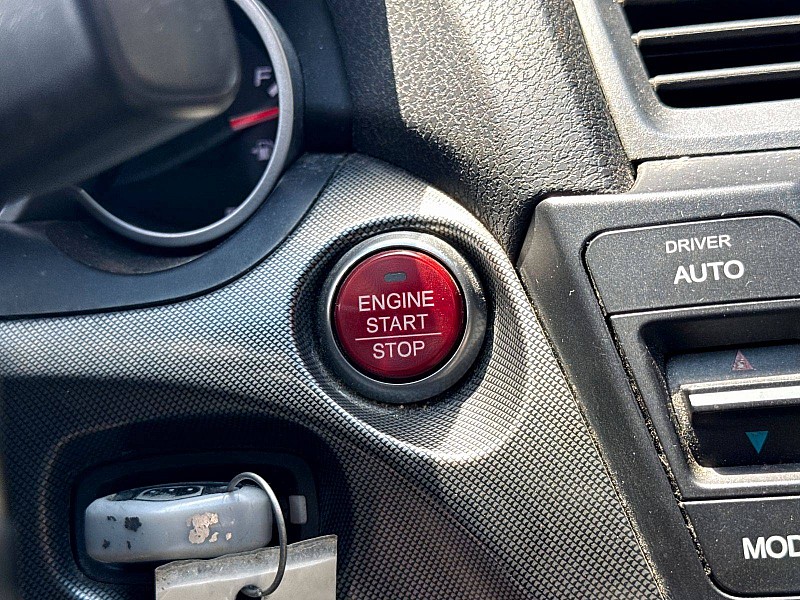 F
ENGINE
START
STOP
DRIVER
AUTO
MOD